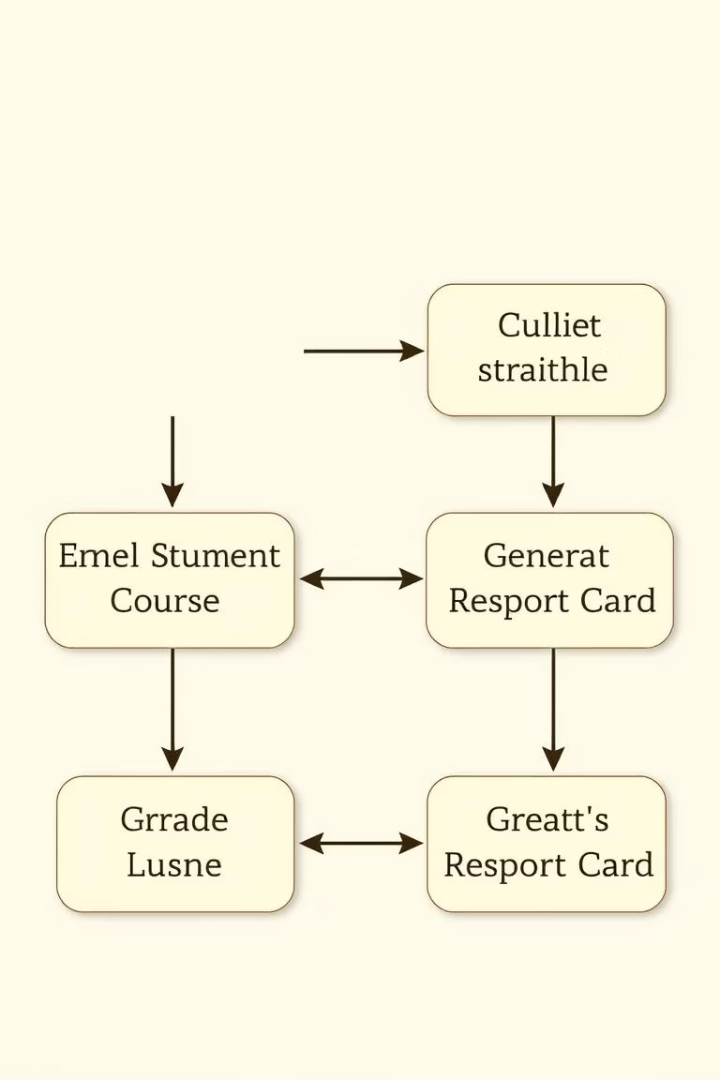 Culliet
straithle
Emel Stument
Course
Generat
Resport Card
Grrade
Lusne
Greatt's
Resport Card